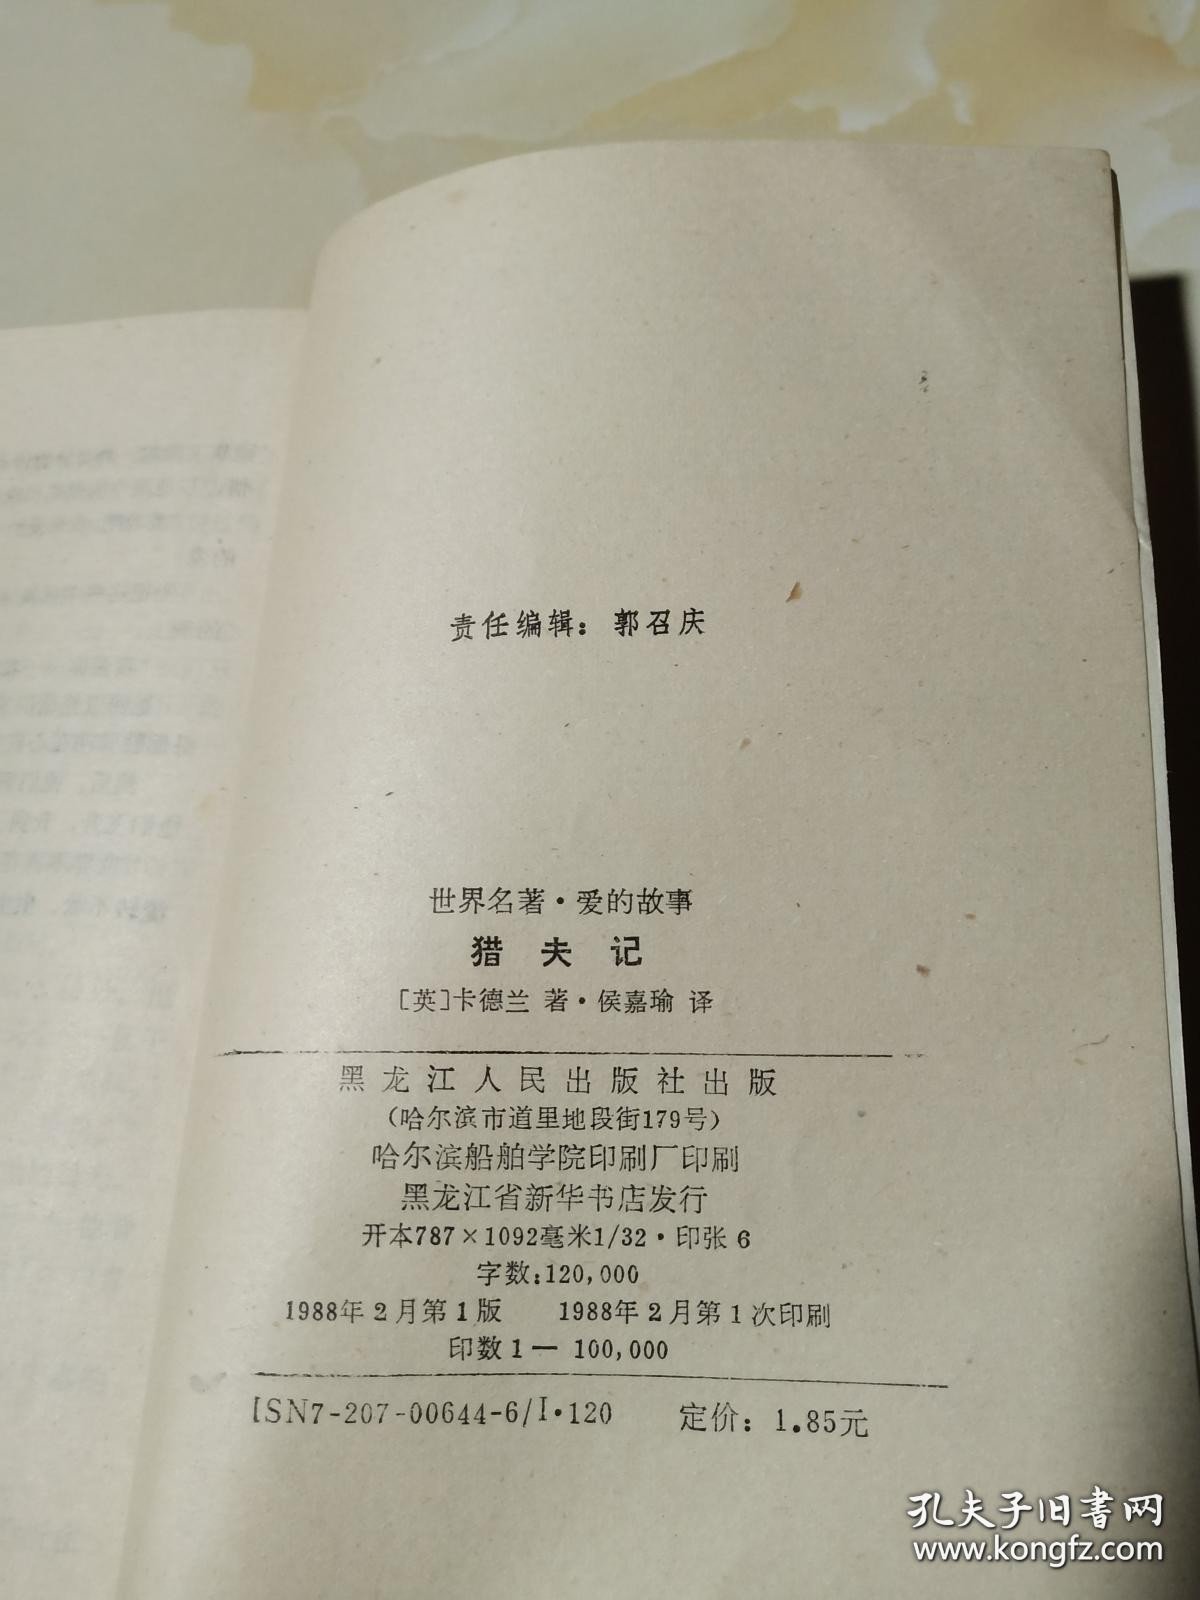 责任编辑：郭召庆
世界名著·爱的故事
猎夫记
［英］卡德兰 著·侯嘉瑜 译
黑龙江人民出版社出版
（哈尔滨市道里地段街179号）
哈尔滨船舶学院印刷厂印刷
黑龙江省新华书店发行
开本787×1092毫米1/32·印张 6
字数：120,000
1988年2月第1版 1988年2月第1次印刷
印数 1— 100,000
ISN7-207-00644-6/I·120 定价：1.85元
孔夫子旧书网
www.kongfz.com